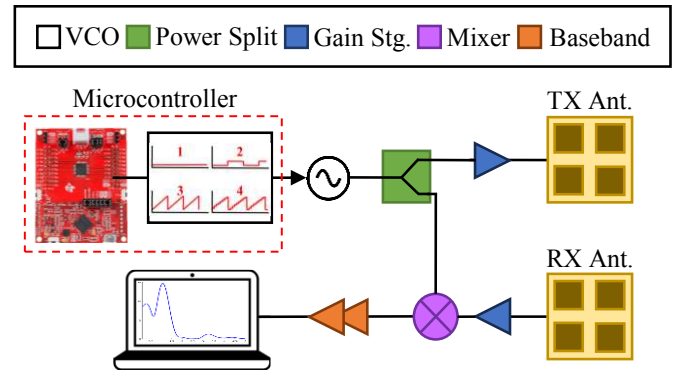 VCO Power Split Gain Stg. Mixer Baseband
Microcontroller
TX Ant.
1 2
3 4
RX Ant.